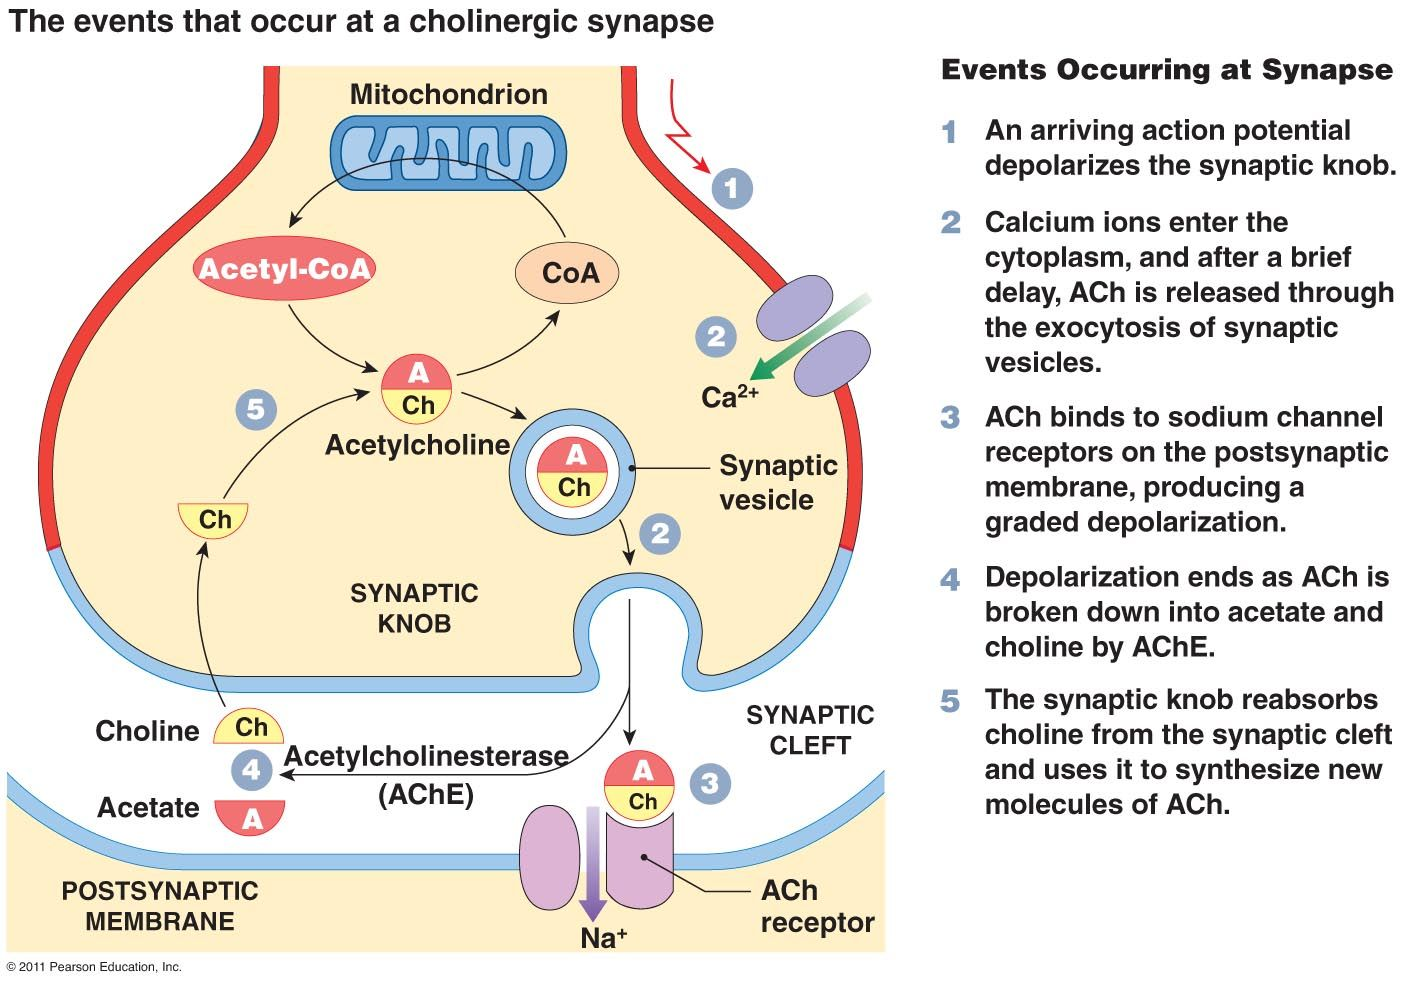 The events that occur at a cholinergic synapse
Mitochondrion
1
Acetyl-CoA
CoA
2
Ca2+
A
Ch
Acetylcholine
5
A
Ch
Synaptic
vesicle
Ch
2
SYNAPTIC
KNOB
Choline
Ch
4
Acetylcholinesterase
(AChE)
Acetate
A
SYNAPTIC
CLEFT
A
Ch
3
POSTSYNAPTIC
MEMBRANE
ACh
receptor
Na+
Events Occurring at Synapse
1 An arriving action potential
depolarizes the synaptic knob.
2 Calcium ions enter the
cytoplasm, and after a brief
delay, ACh is released through
the exocytosis of synaptic
vesicles.
3 ACh binds to sodium channel
receptors on the postsynaptic
membrane, producing a
graded depolarization.
4 Depolarization ends as ACh is
broken down into acetate and
choline by AChE.
5 The synaptic knob reabsorbs
choline from the synaptic cleft
and uses it to synthesize new
molecules of ACh.
© 2011 Pearson Education, Inc.